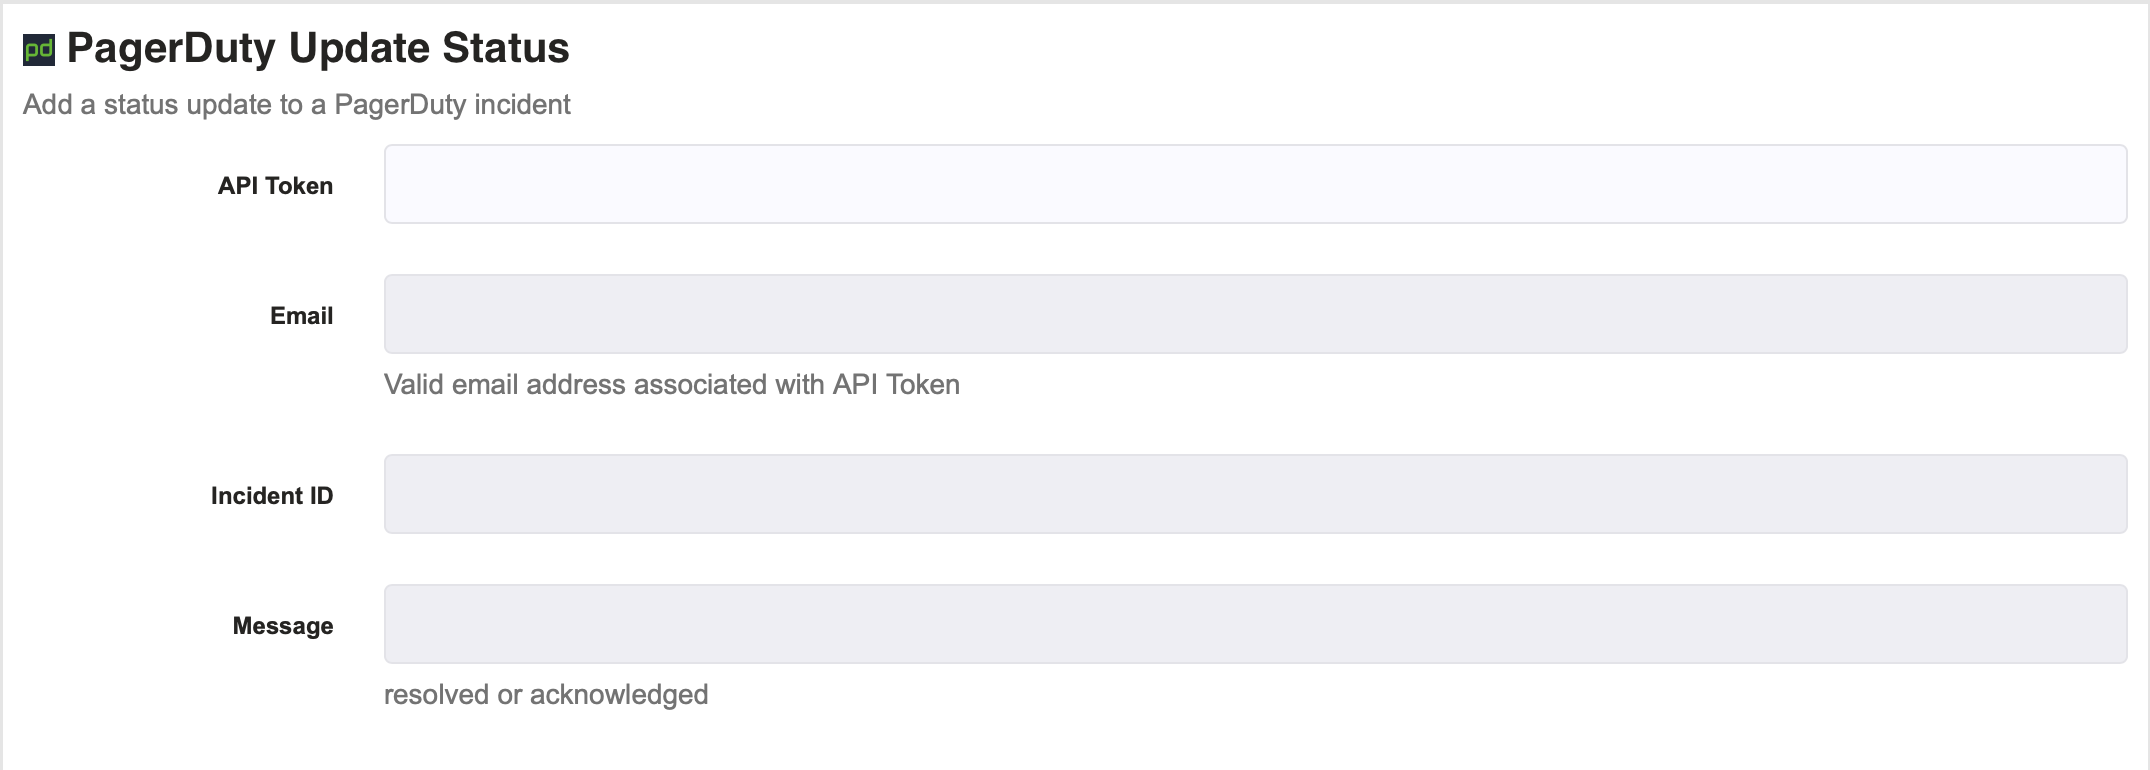 pd PagerDuty Update Status
Add a status update to a PagerDuty incident
API Token
Email
Valid email address associated with API Token
Incident ID
Message
resolved or acknowledged